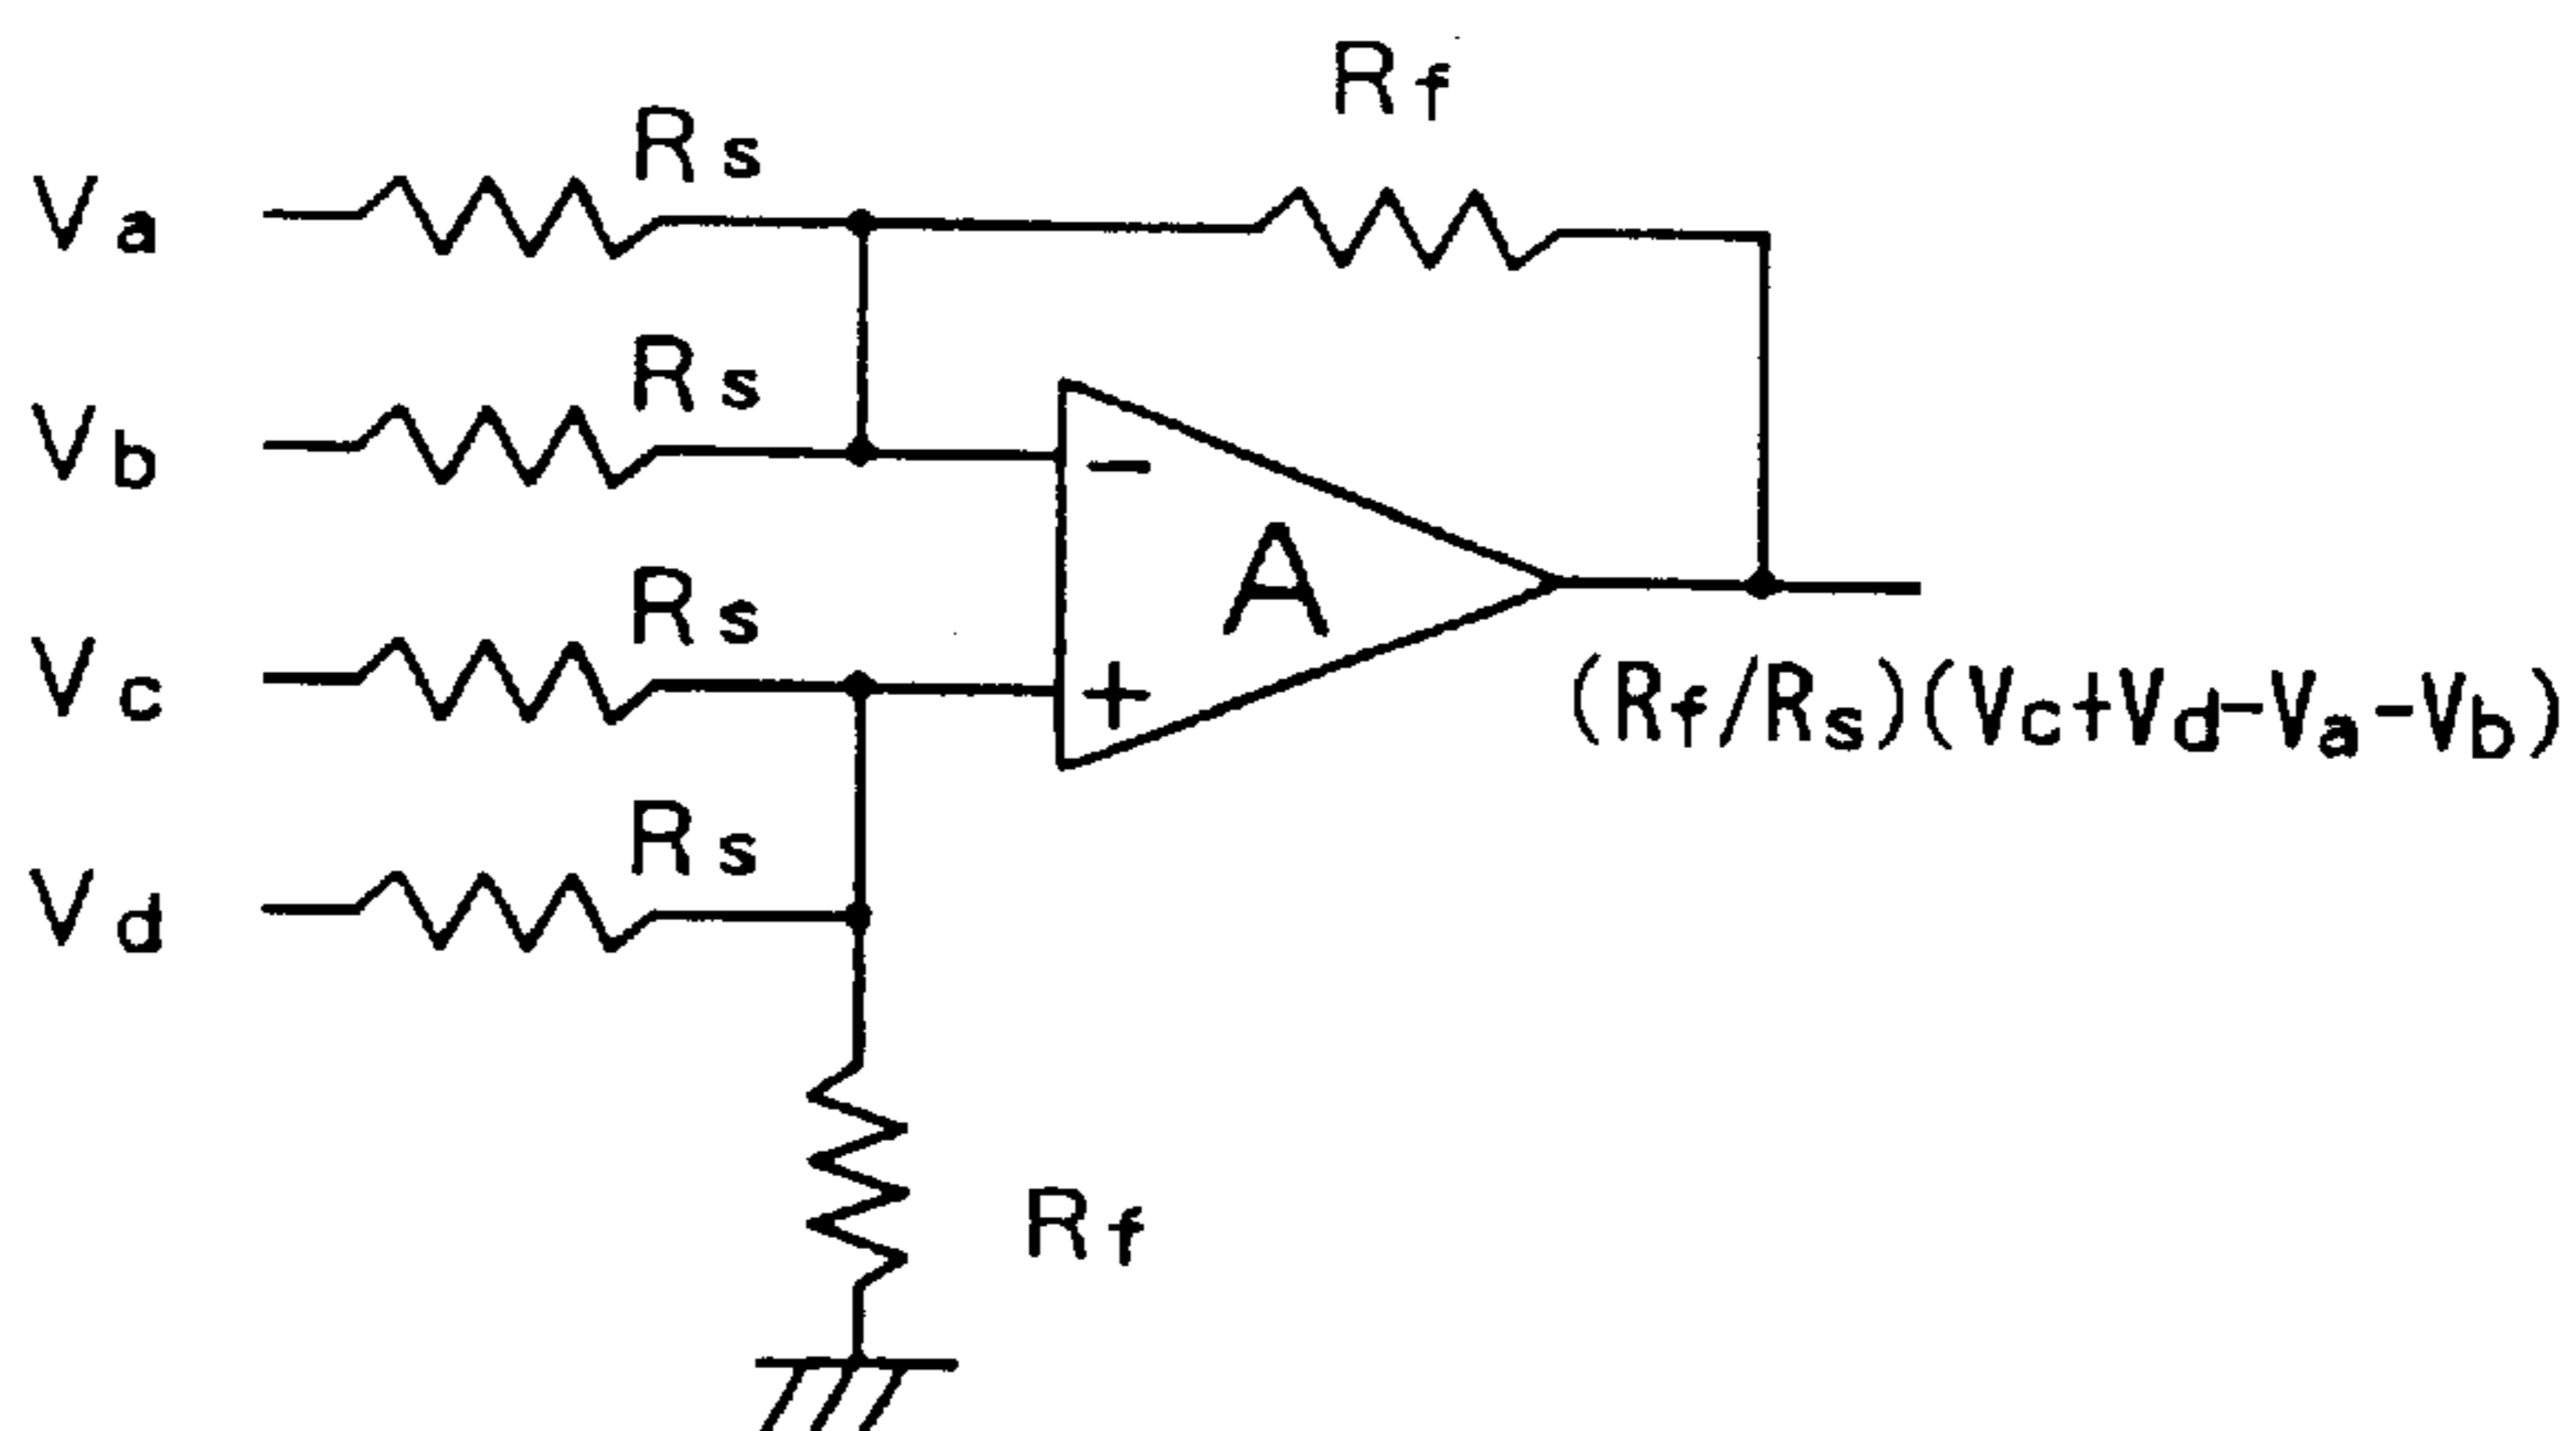 Rf
Rs
Va
Rs
Vb
-
A
Rs
Vc
+
(Rf/Rs)(Vc+Vd-Va-Vb)
Rs
Vd
Rf